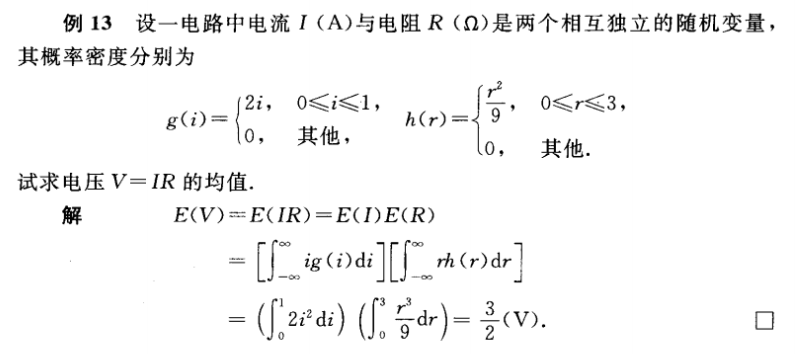 例 13 设一电路中电流 I (A)与电阻 R (Ω)是两个相互独立的随机变量,
其概率密度分别为
g(i)={2i, 0≤i≤1, 0, 其他, h(r)={r²/9, 0≤r≤3, 0, 其他.
试求电压 V=IR 的均值.
解 E(V)=E(IR)=E(I)E(R)
=[∫_{-∞}^{∞} ig(i)di][∫_{-∞}^{∞} rh(r)dr]
=(∫_0^1 2i²di)(∫_0^3 r³/9 dr)=3/2(V). □